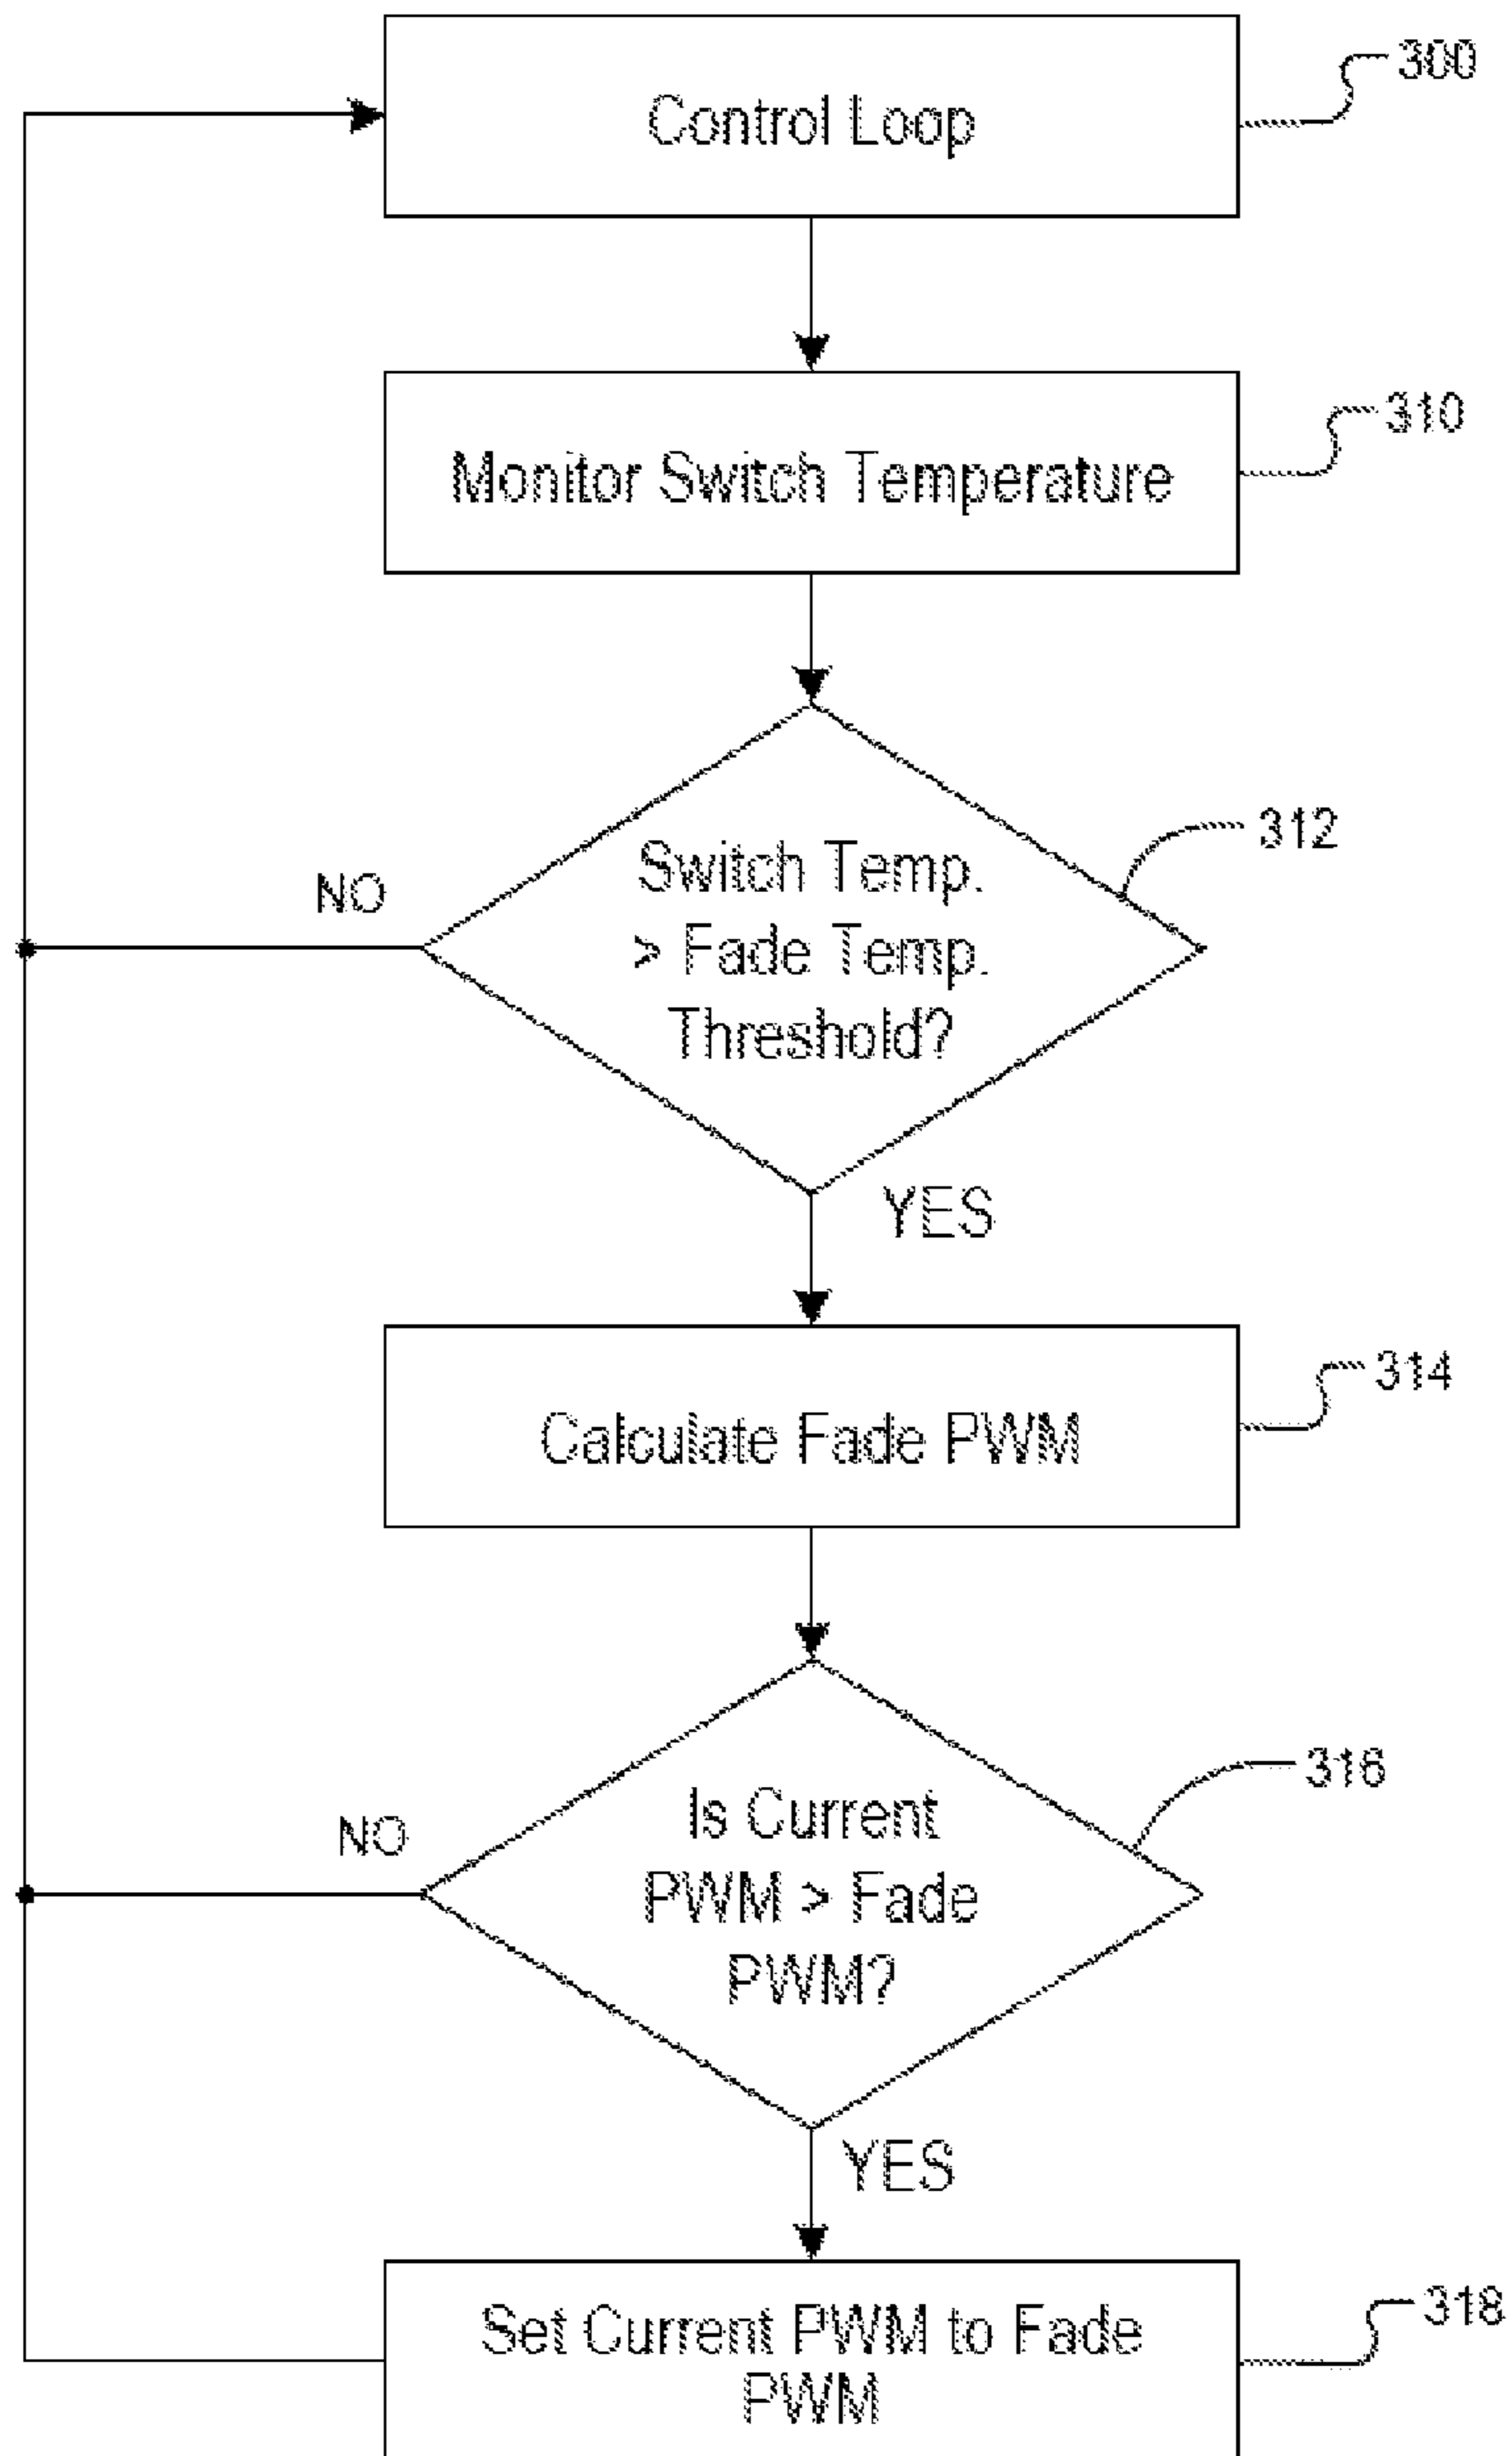 Control Loop
300
Monitor Switch Temperature
310
Switch Temp.
> Fade Temp.
Threshold?
312
NO
YES
Calculate Fade PWM
314
Is Current
PWM > Fade
PWM?
316
NO
YES
Set Current PWM to Fade
PWM
318